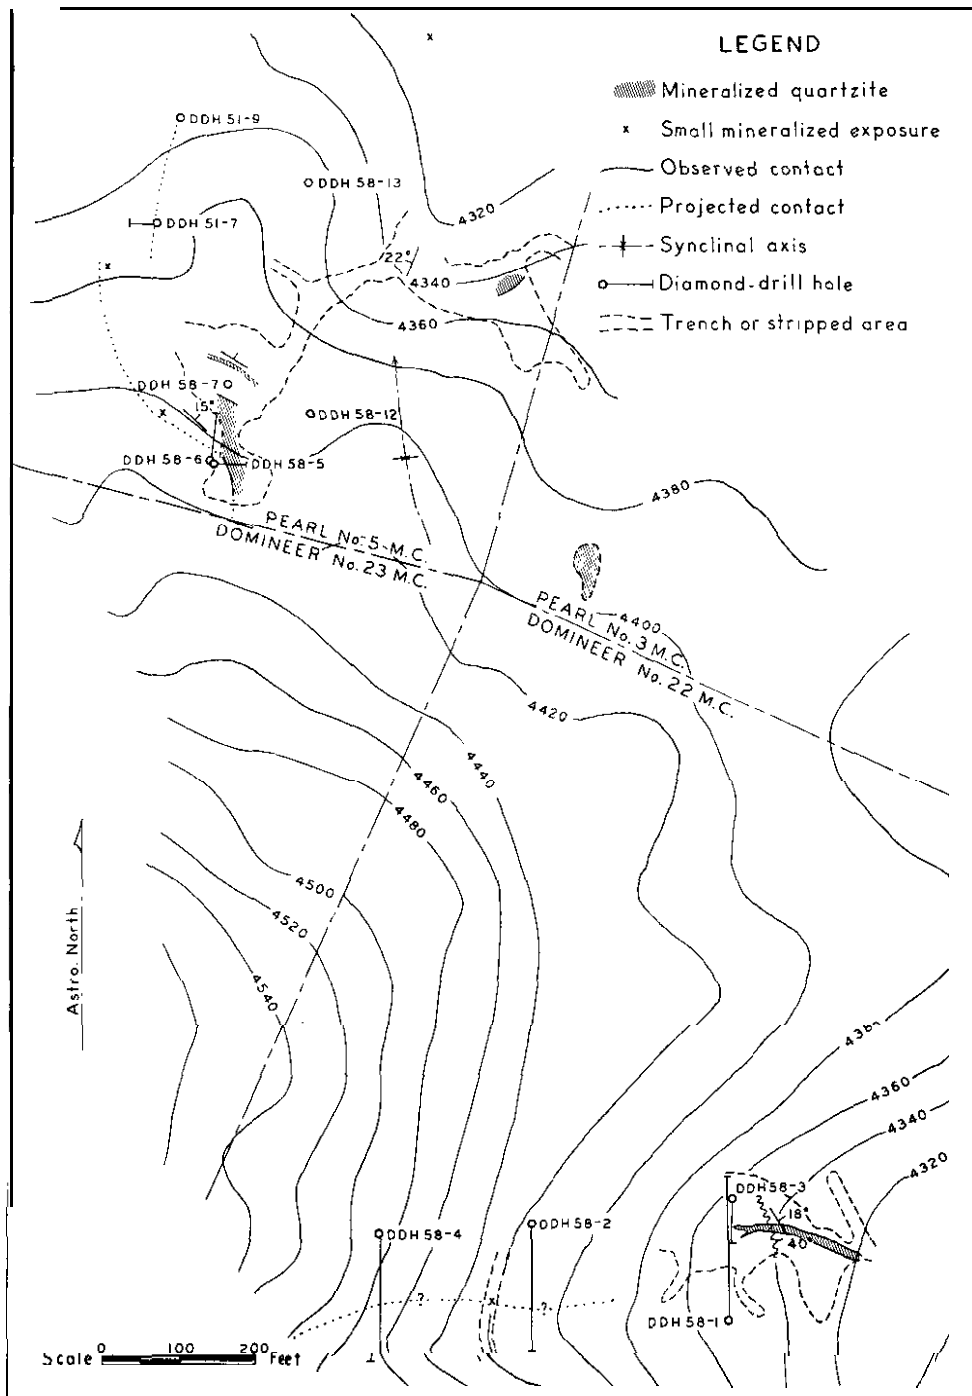 LEGEND
Mineralized quartzite
x Small mineralized exposure
Observed contact
Projected contact
Synclinal axis
Diamond-drill hole
Trench or stripped area
DDH 51-9
DDH 58-13
4320
DDH 51-7
22°
4340
4360
DDH 58-7
15°
DDH 58-12
DDH 58-6
DDH 58-5
4380
PEARL No. 5 M.C.
DOMINEER No. 23 M.C.
4400
PEARL No. 3 M.C.
DOMINEER No. 22 M.C.
4420
4440
4460
4480
4500
4520
4540
Astro. North
4360
4340
4320
DDH 58-3
18°
40°
DDH 58-4
DDH 58-2
DDH 58-1
?
?
0 100 200
Scale Feet